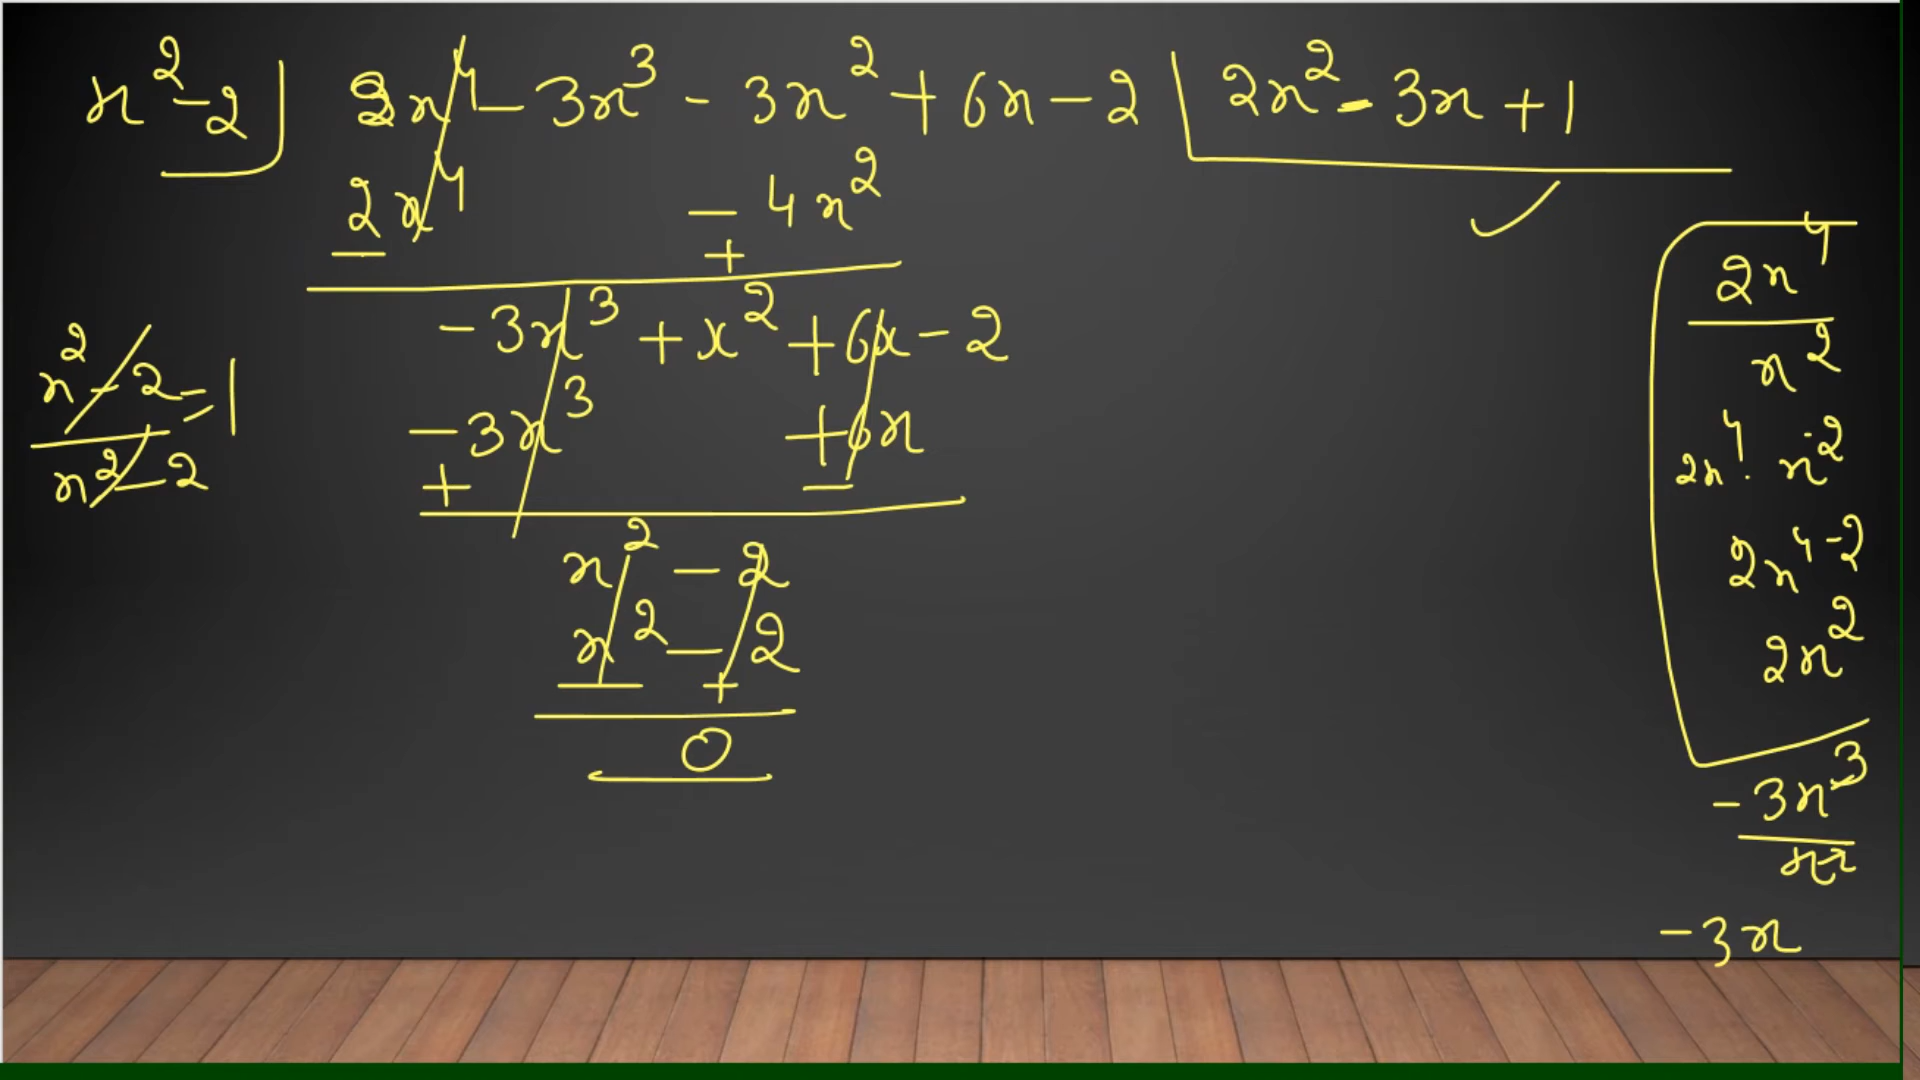 x² - 2 ) 2x⁴ - 3x³ - 3x² + 6x - 2 ( 2x² - 3x + 1
2x⁴ - 4x²
- +
-3x³ + x² + 6x - 2
-3x³ + 6x
+ -
x² - 2
x² - 2
- +
0
x² - 2 / x² - 2 = 1
2x⁴
x²
2x⁴ · x⁻²
2x⁴⁻²
2x²
-3x³
x²
-3x